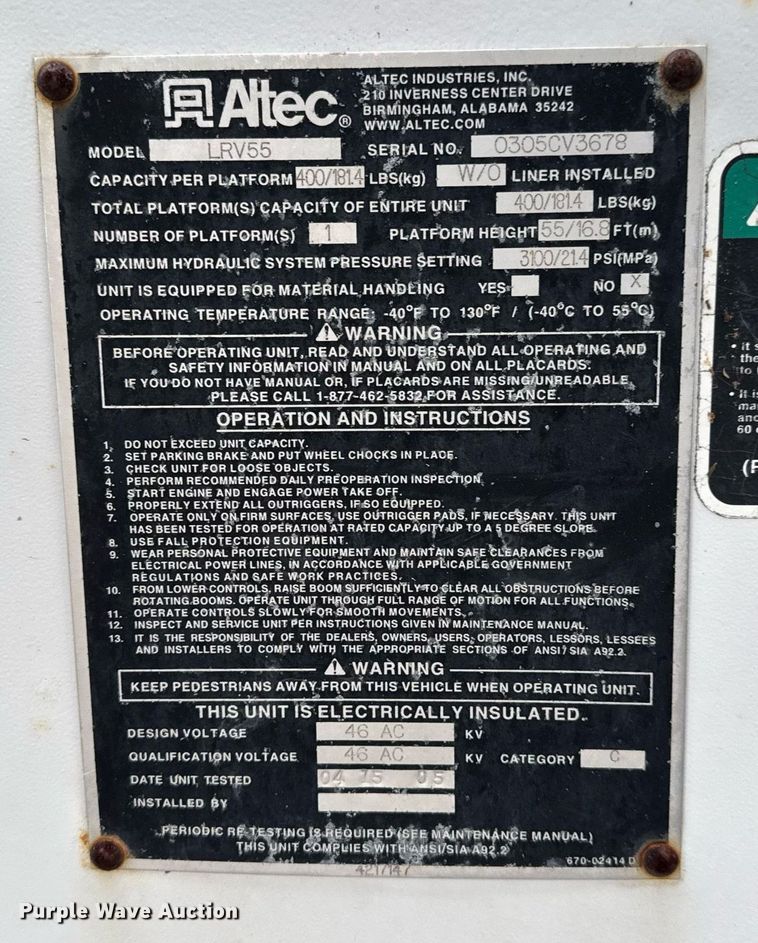 Altec®
ALTEC INDUSTRIES, INC.
210 INVERNESS CENTER DRIVE
BIRMINGHAM, ALABAMA 35242
WWW.ALTEC.COM
MODEL LRV55 SERIAL NO. 0305CV3678
CAPACITY PER PLATFORM 400/181.4 LBS(kg) W/O LINER INSTALLED
TOTAL PLATFORM(S) CAPACITY OF ENTIRE UNIT 400/181.4 LBS(kg)
NUMBER OF PLATFORM(S) 1 PLATFORM HEIGHT 55/16.8 FT(m)
MAXIMUM HYDRAULIC SYSTEM PRESSURE SETTING 3100/21.4 PSI(MPa)
UNIT IS EQUIPPED FOR MATERIAL HANDLING YES NO X
OPERATING TEMPERATURE RANGE: -40°F TO 130°F / (-40°C TO 55°C)
WARNING
BEFORE OPERATING UNIT, READ AND UNDERSTAND ALL OPERATING AND
SAFETY INFORMATION IN MANUAL AND ON ALL PLACARDS.
IF YOU DO NOT HAVE MANUAL OR, IF PLACARDS ARE MISSING/UNREADABLE
PLEASE CALL 1-877-462-5832 FOR ASSISTANCE.
OPERATION AND INSTRUCTIONS
1. DO NOT EXCEED UNIT CAPACITY.
2. SET PARKING BRAKE AND PUT WHEEL CHOCKS IN PLACE.
3. CHECK UNIT FOR LOOSE OBJECTS.
4. PERFORM RECOMMENDED DAILY PREOPERATION INSPECTION
5. START ENGINE AND ENGAGE POWER TAKE OFF.
6. PROPERLY EXTEND ALL OUTRIGGERS, IF SO EQUIPPED.
7. OPERATE ONLY ON FIRM SURFACES, USE OUTRIGGER PADS, IF NECESSARY. THIS UNIT
HAS BEEN TESTED FOR OPERATION AT RATED CAPACITY UP TO A 5 DEGREE SLOPE.
8. USE FALL PROTECTION EQUIPMENT.
9. WEAR PERSONAL PROTECTIVE EQUIPMENT AND MAINTAIN SAFE CLEARANCES FROM
ELECTRICAL POWER LINES, IN ACCORDANCE WITH APPLICABLE GOVERNMENT
REGULATIONS AND SAFE WORK PRACTICES.
10. FROM LOWER CONTROLS, RAISE BOOM SUFFICIENTLY TO CLEAR ALL OBSTRUCTIONS BEFORE
ROTATING BOOMS. OPERATE UNIT THROUGH FULL RANGE OF MOTION FOR ALL FUNCTIONS.
11. OPERATE CONTROLS SLOWLY FOR SMOOTH MOVEMENTS.
12. INSPECT AND SERVICE UNIT PER INSTRUCTIONS GIVEN IN MAINTENANCE MANUAL.
13. IT IS THE RESPONSIBILITY OF THE DEALERS, OWNERS, USERS, OPERATORS, LESSORS, LESSEES
AND INSTALLERS TO COMPLY WITH THE APPROPRIATE SECTIONS OF ANSI/SIA A92.2.
WARNING
KEEP PEDESTRIANS AWAY FROM THIS VEHICLE WHEN OPERATING UNIT.
THIS UNIT IS ELECTRICALLY INSULATED.
DESIGN VOLTAGE 46 AC KV
QUALIFICATION VOLTAGE 46 AC KV CATEGORY C
DATE UNIT TESTED 04 15 05
INSTALLED BY
PERIODIC RE-TESTING IS REQUIRED (SEE MAINTENANCE MANUAL)
THIS UNIT COMPLIES WITH ANSI/SIA A92.2
670-02414 D
4217147
Purple Wave Auction